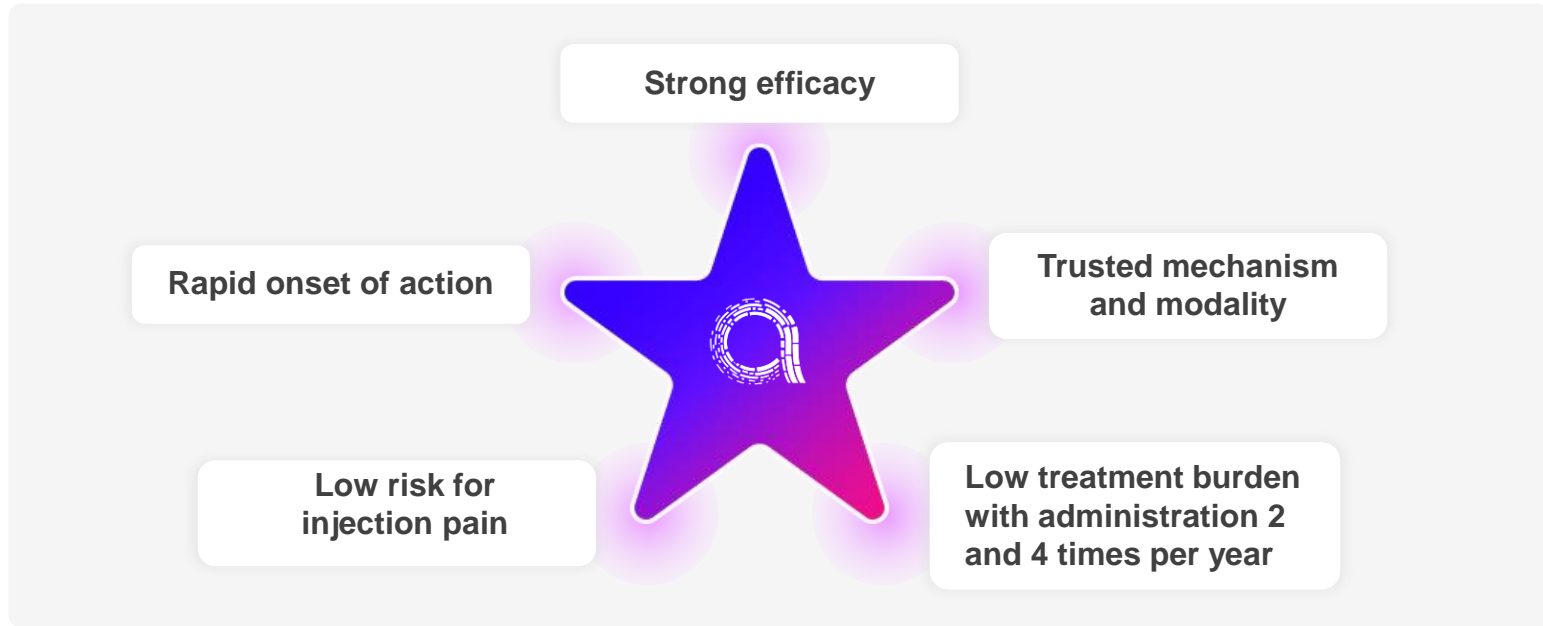 Strong efficacy
Rapid onset of action
Trusted mechanism
and modality
Low risk for
injection pain
Low treatment burden
with administration 2
and 4 times per year